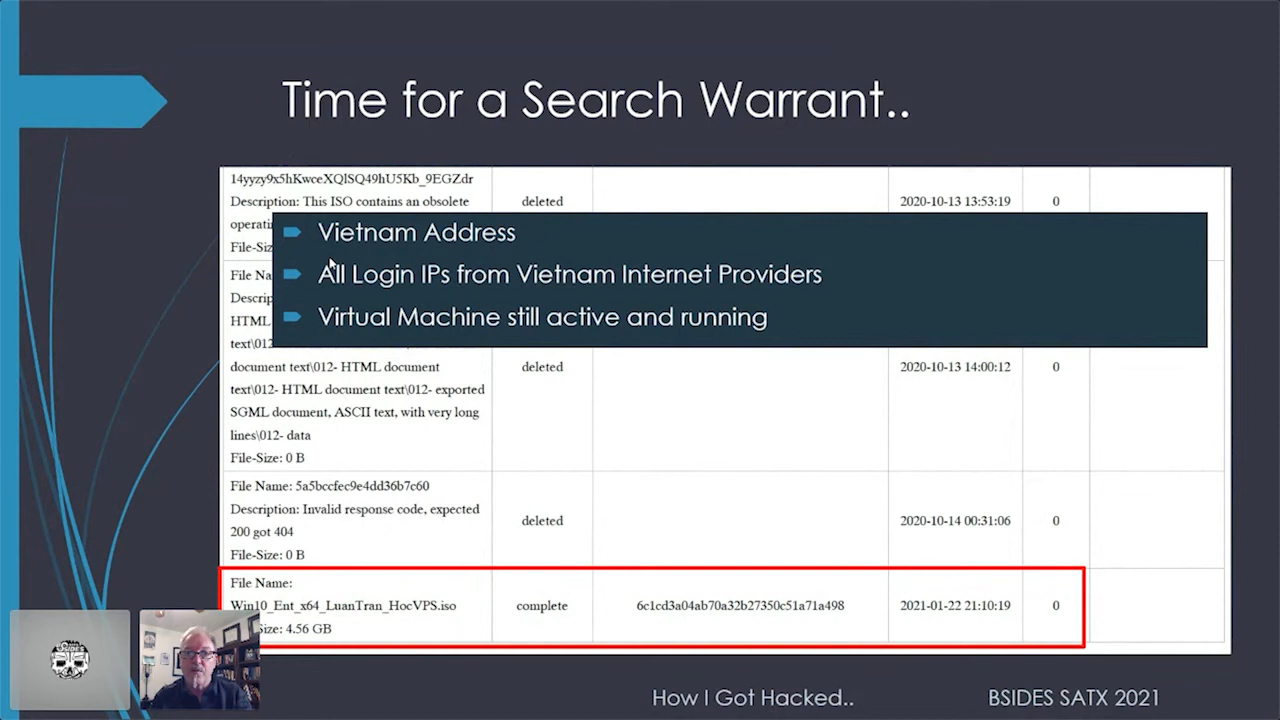 Time for a Search Warrant..
14yyzy9x5hKwceXQlSQ49hU5Kb_9EGZdr
Description: This ISO contains an obsolete
deleted
2020-10-13 13:53:19
0
File-Siz
Vietnam Address
All Login IPs from Vietnam Internet Providers
Virtual Machine still active and running
HTML
document text\012- HTML document
text\012- HTML document text\012- exported
SGML document, ASCII text, with very long
lines\012- data
File-Size: 0 B
deleted
2020-10-13 14:00:12
0
File Name: 5a5bccfec9e4dd36b7c60
Description: Invalid response code, expected
200 got 404
File-Size: 0 B
deleted
2020-10-14 00:31:06
0
File Name:
Win10_Ent_x64_LuanTran_HocVPS.iso
Size: 4.56 GB
complete
6c1cd3a04ab70a32b27350c51a71a498
2021-01-22 21:10:19
0
BSIDES
How I Got Hacked..
BSIDES SATX 2021